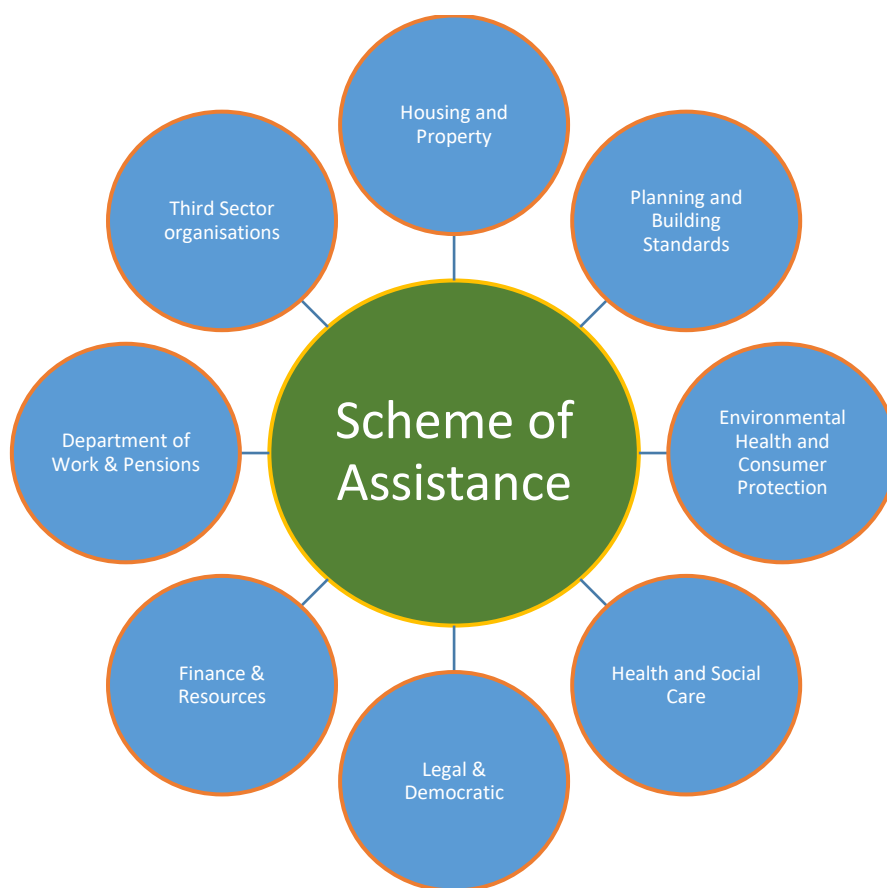 Housing and
Property
Planning and
Building
Standards
Environmental
Health and
Consumer
Protection
Health and Social
Care
Legal &
Democratic
Finance &
Resources
Department of
Work & Pensions
Third Sector
organisations
Scheme of
Assistance